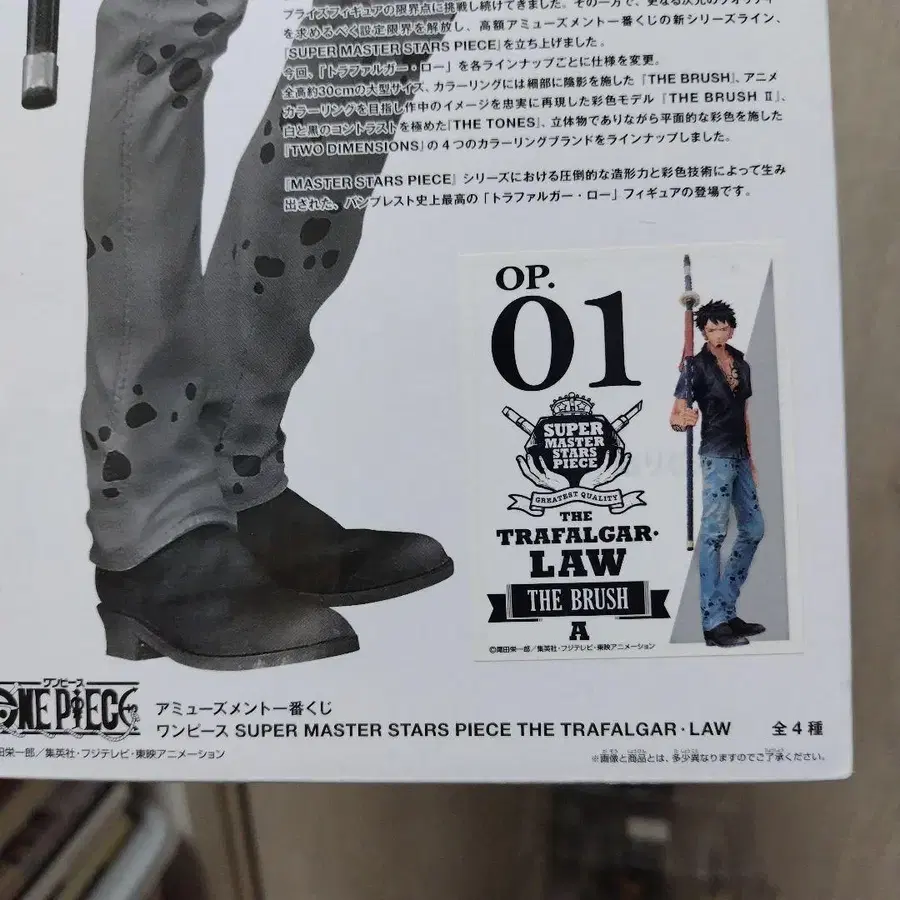 プライズフィギュアの限界点に挑戦し続けてきました。その一方で、更なる次元のクオリティ
を求めるべく設定限界を解放し、高額アミューズメント一番くじの新シリーズライン、
『SUPER MASTER STARS PIECE』を立ち上げました。
今回、「トラファルガー・ロー」を各ラインナップごとに仕様を変更。
全高約30cmの大型サイズ、カラーリングには細部に陰影を施した『THE BRUSH』、アニメ
カラーリングを目指し作中のイメージを忠実に再現した彩色モデル『THE BRUSH Ⅱ』、
白と黒のコントラストを極めた『THE TONES』、立体物でありながら平面的な彩色を施した
『TWO DIMENSIONS』の4つのカラーリングブランドをラインナップしました。
『MASTER STARS PIECE』シリーズにおける圧倒的な造形力と彩色技術によって生み
出された、バンプレスト史上最高の「トラファルガー・ロー」フィギュアの登場です。
OP.
01
SUPER
MASTER
STARS
PIECE
GREATEST QUALITY
THE
TRAFALGAR・
LAW
THE BRUSH
A
©尾田栄一郎/集英社・フジテレビ・東映アニメーション
ワンピース
ONE PIECE
アミューズメント一番くじ
ワンピース SUPER MASTER STARS PIECE THE TRAFALGAR・LAW
全4種
田栄一郎/集英社・フジテレビ・東映アニメーション
※画像と商品とは、多少異なりますのでご了承ください。